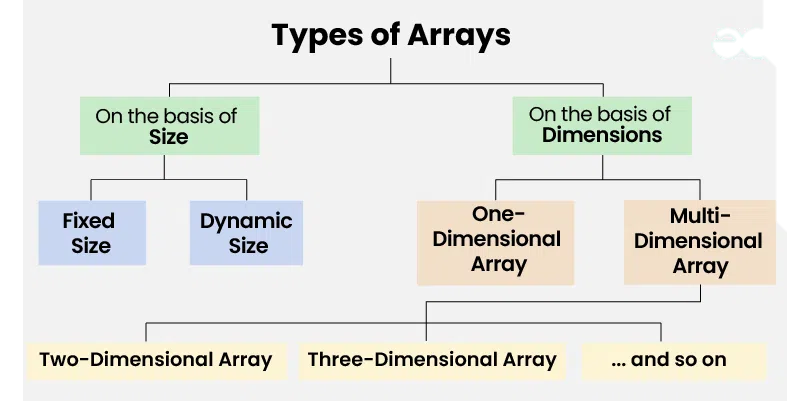 Types of Arrays
On the basis of
Size
On the basis of
Dimensions
Fixed
Size
Dynamic
Size
One-
Dimensional
Array
Multi-
Dimensional
Array
Two-Dimensional Array
Three-Dimensional Array
... and so on